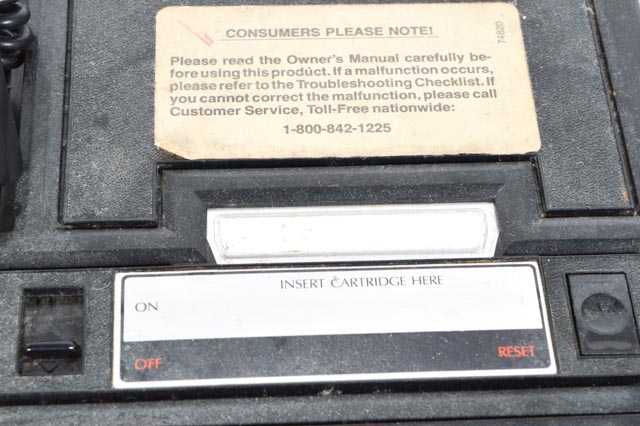 CONSUMERS PLEASE NOTE!
74820
Please read the Owner's Manual carefully be-
fore using this product. If a malfunction occurs,
please refer to the Troubleshooting Checklist. If
you cannot correct the malfunction, please call
Customer Service, Toll-Free nationwide:
1-800-842-1225
INSERT CARTRIDGE HERE
ON
OFF RESET